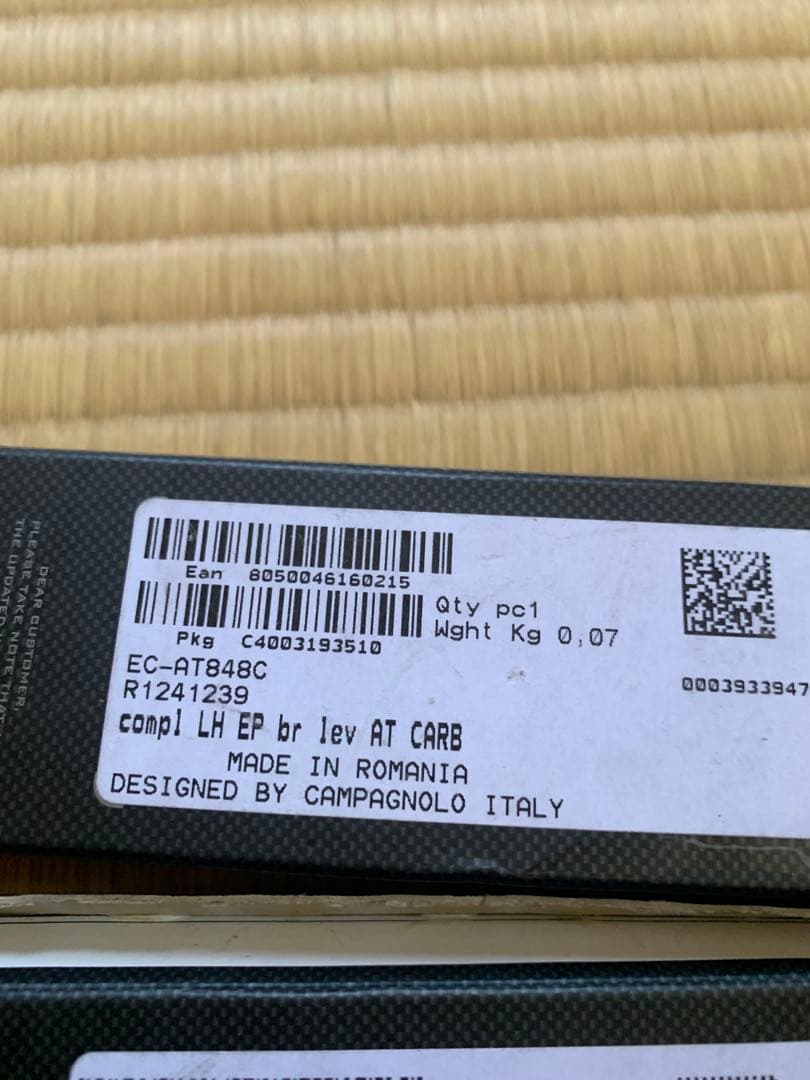 Ean 8050046160215
Pkg C4003193510
Qty pc1
Wght Kg 0,07
EC-AT848C
R1241239
compl LH EP br lev AT CARB
MADE IN ROMANIA
DESIGNED BY CAMPAGNOLO ITALY
0003933947
DEAR CUSTOMER,
PLEASE TAKE NOTE THAT
THE UPDATED